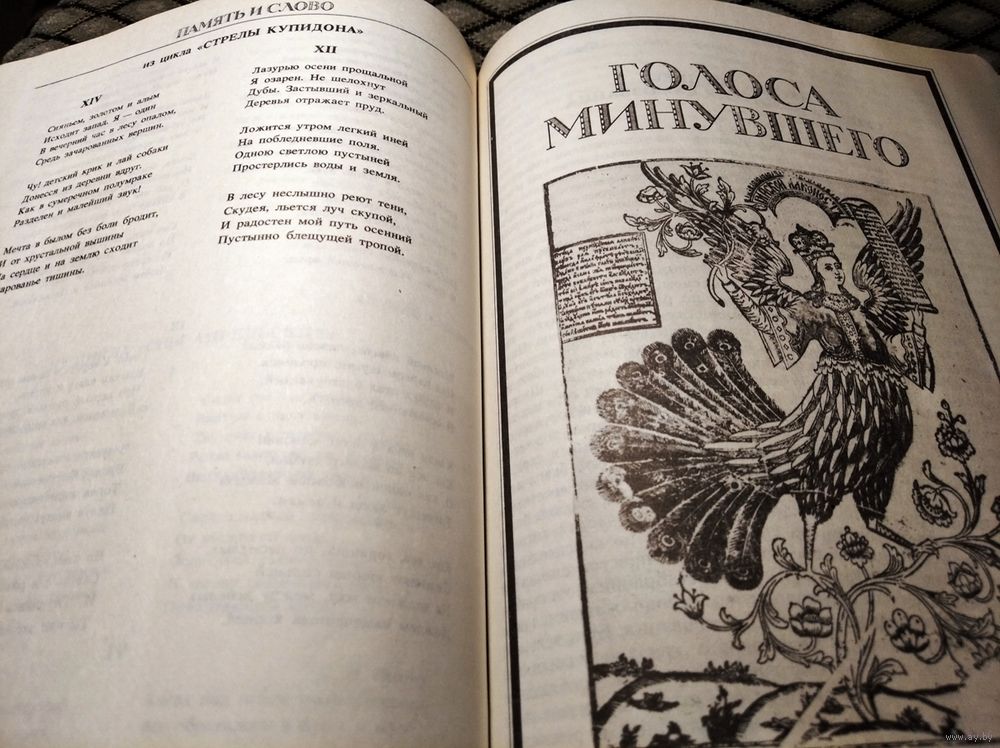 ПАМЯТЬ И СЛОВО
из цикла «СТРЕЛЫ КУПИДОНА»
XIV
Сияньем, золотом и алым
Исходит запад. Я — один
В вечерний час в лесу опалом,
Средь зачарованных вершин.
Чу! детский крик и лай собаки
Донесся из деревни вдруг.
Как в сумеречном полумраке
Разделен и малейший звук!
Мечта в былом без боли бродит,
И от хрустальной вышины
на сердце и на землю сходит
тишины.
XII
Лазурью осени прощальной
Я озарен. Не шелохнут
Дубы. Застывший и зеркальный
Деревья отражает пруд.
Ложится утром легкий иней
На побледневшие поля.
Одною светлою пустыней
Простерлись воды и земля.
В лесу неслышно реют тени,
Скудея, льется луч скупой,
И радостен мой путь осенний
Пустынно блещущей тропой.
ГОЛОСА
МИНУВШЕГО
www.ay.by